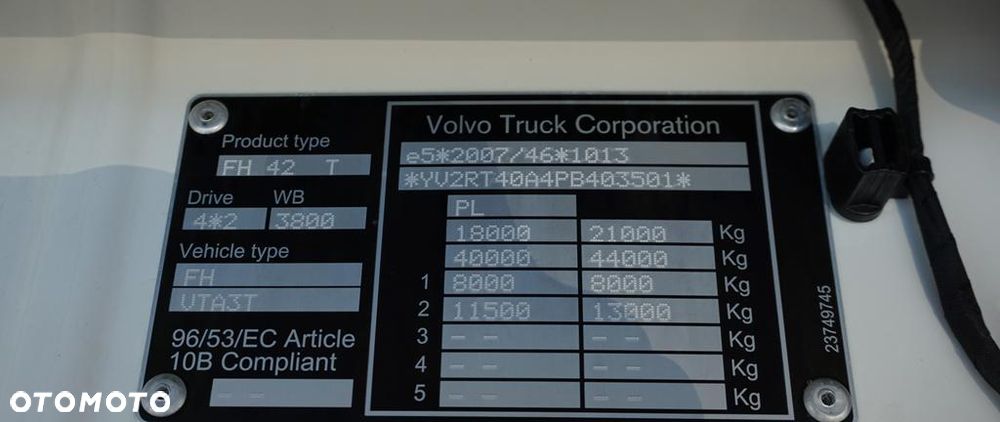 Volvo Truck Corporation
Product type
FH 42 T
e5*2007/46*1013
*YV2RT40A4PB403501*
Drive WB
4*2 3800
PL
18000 21000 Kg
Vehicle type
40000 44000 Kg
FH
1 8000 8000 Kg
VTA3T
2 11500 13000 Kg
96/53/EC Article
10B Compliant
3 -- -- Kg
4 -- -- Kg
-- --
5 -- -- Kg
23749745
OTOMOTO